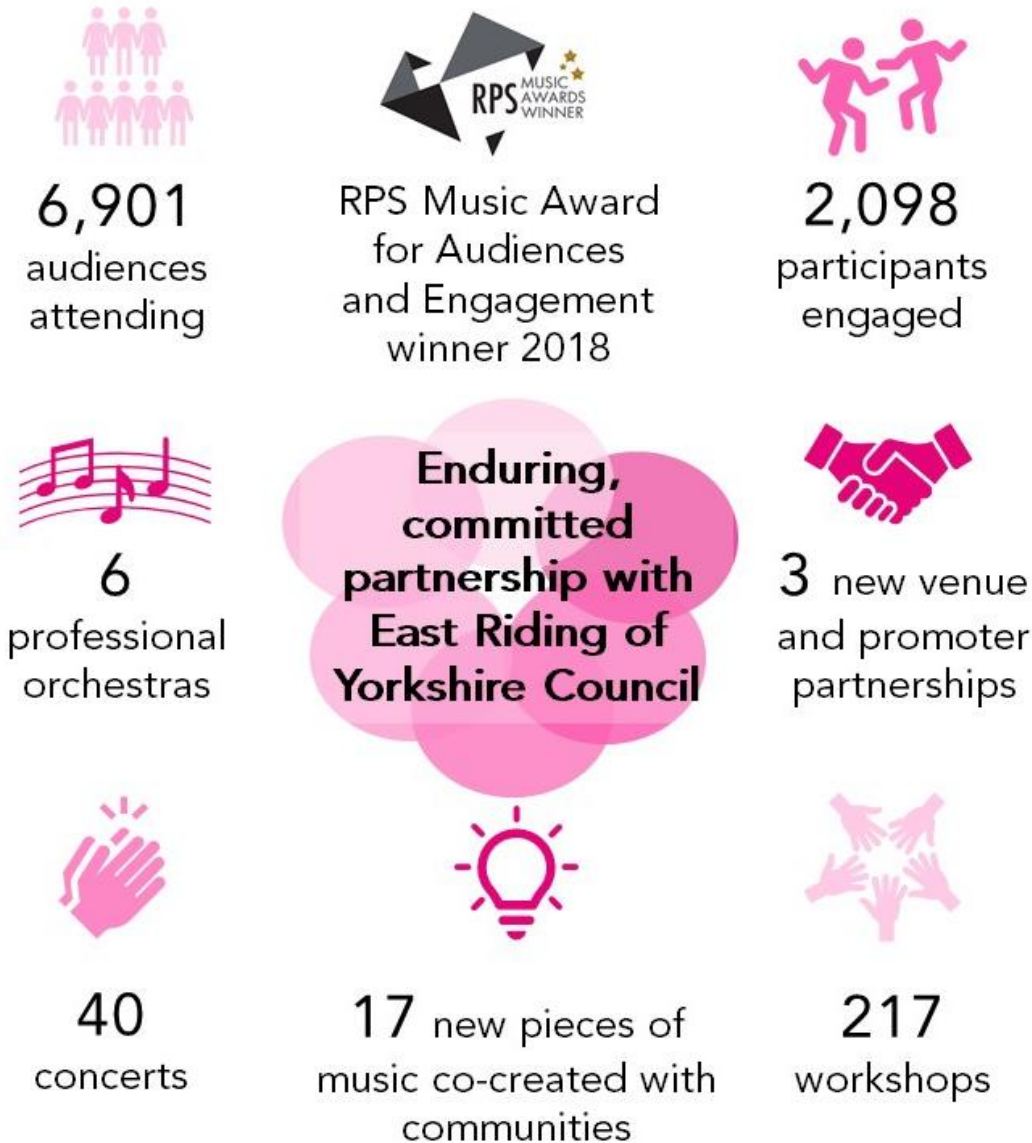 6,901
audiences
attending
RPS MUSIC
AWARDS
WINNER
RPS Music Award
for Audiences
and Engagement
winner 2018
2,098
participants
engaged
6
professional
orchestras
Enduring,
committed
partnership with
East Riding of
Yorkshire Council
3 new venue
and promoter
partnerships
40
concerts
17 new pieces of
music co-created with
communities
217
workshops